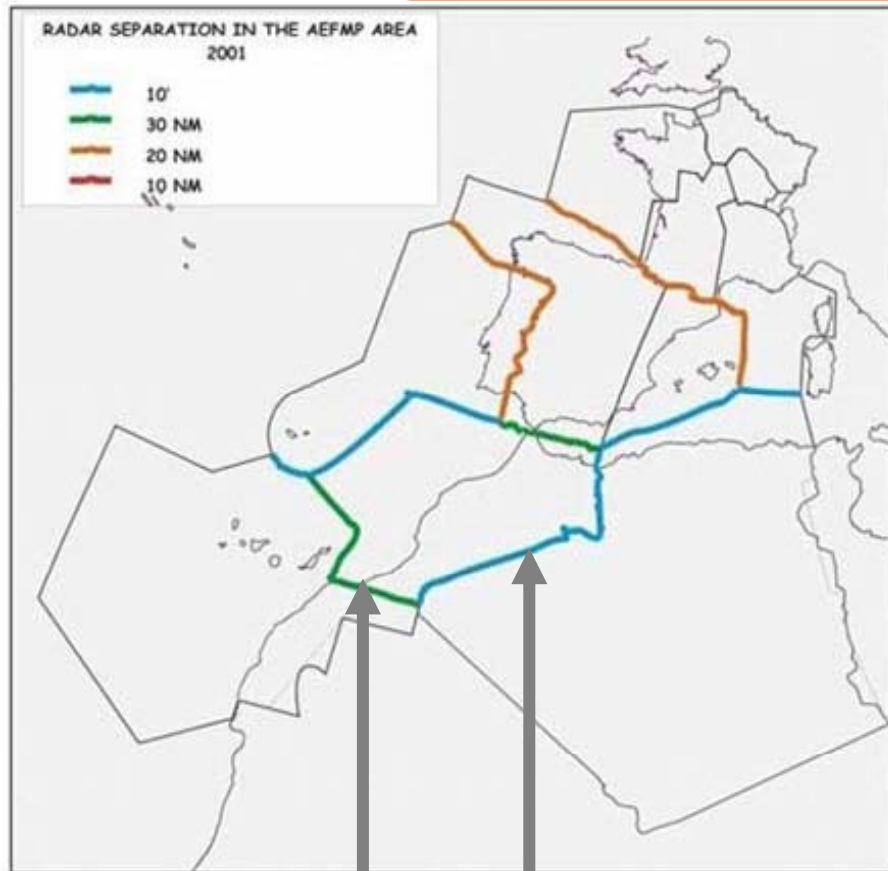 RADAR SEPARATION IN THE AEFMP AREA
2001
10'
30 NM
20 NM
10 NM